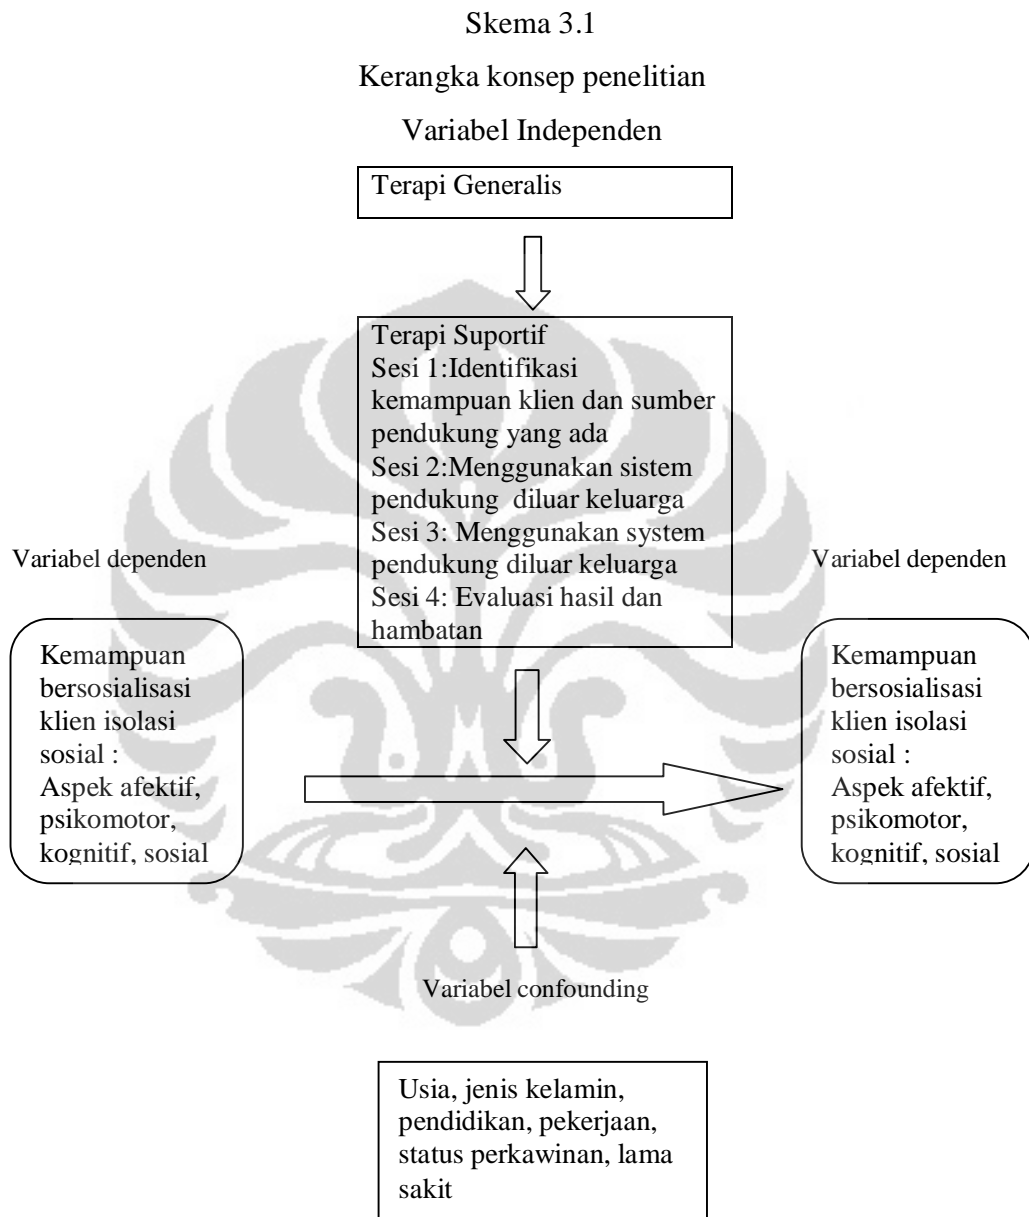 Skema 3.1
Kerangka konsep penelitian
Variabel Independen
Terapi Generalis
Terapi Suportif
Sesi 1:Identifikasi
kemampuan klien dan sumber
pendukung yang ada
Sesi 2:Menggunakan sistem
pendukung diluar keluarga
Sesi 3: Menggunakan system
pendukung diluar keluarga
Sesi 4: Evaluasi hasil dan
hambatan
Variabel dependen
Kemampuan
bersosialisasi
klien isolasi
sosial :
Aspek afektif,
psikomotor,
kognitif, sosial
Variabel dependen
Kemampuan
bersosialisasi
klien isolasi
sosial :
Aspek afektif,
psikomotor,
kognitif, sosial
Variabel confounding
Usia, jenis kelamin,
pendidikan, pekerjaan,
status perkawinan, lama
sakit